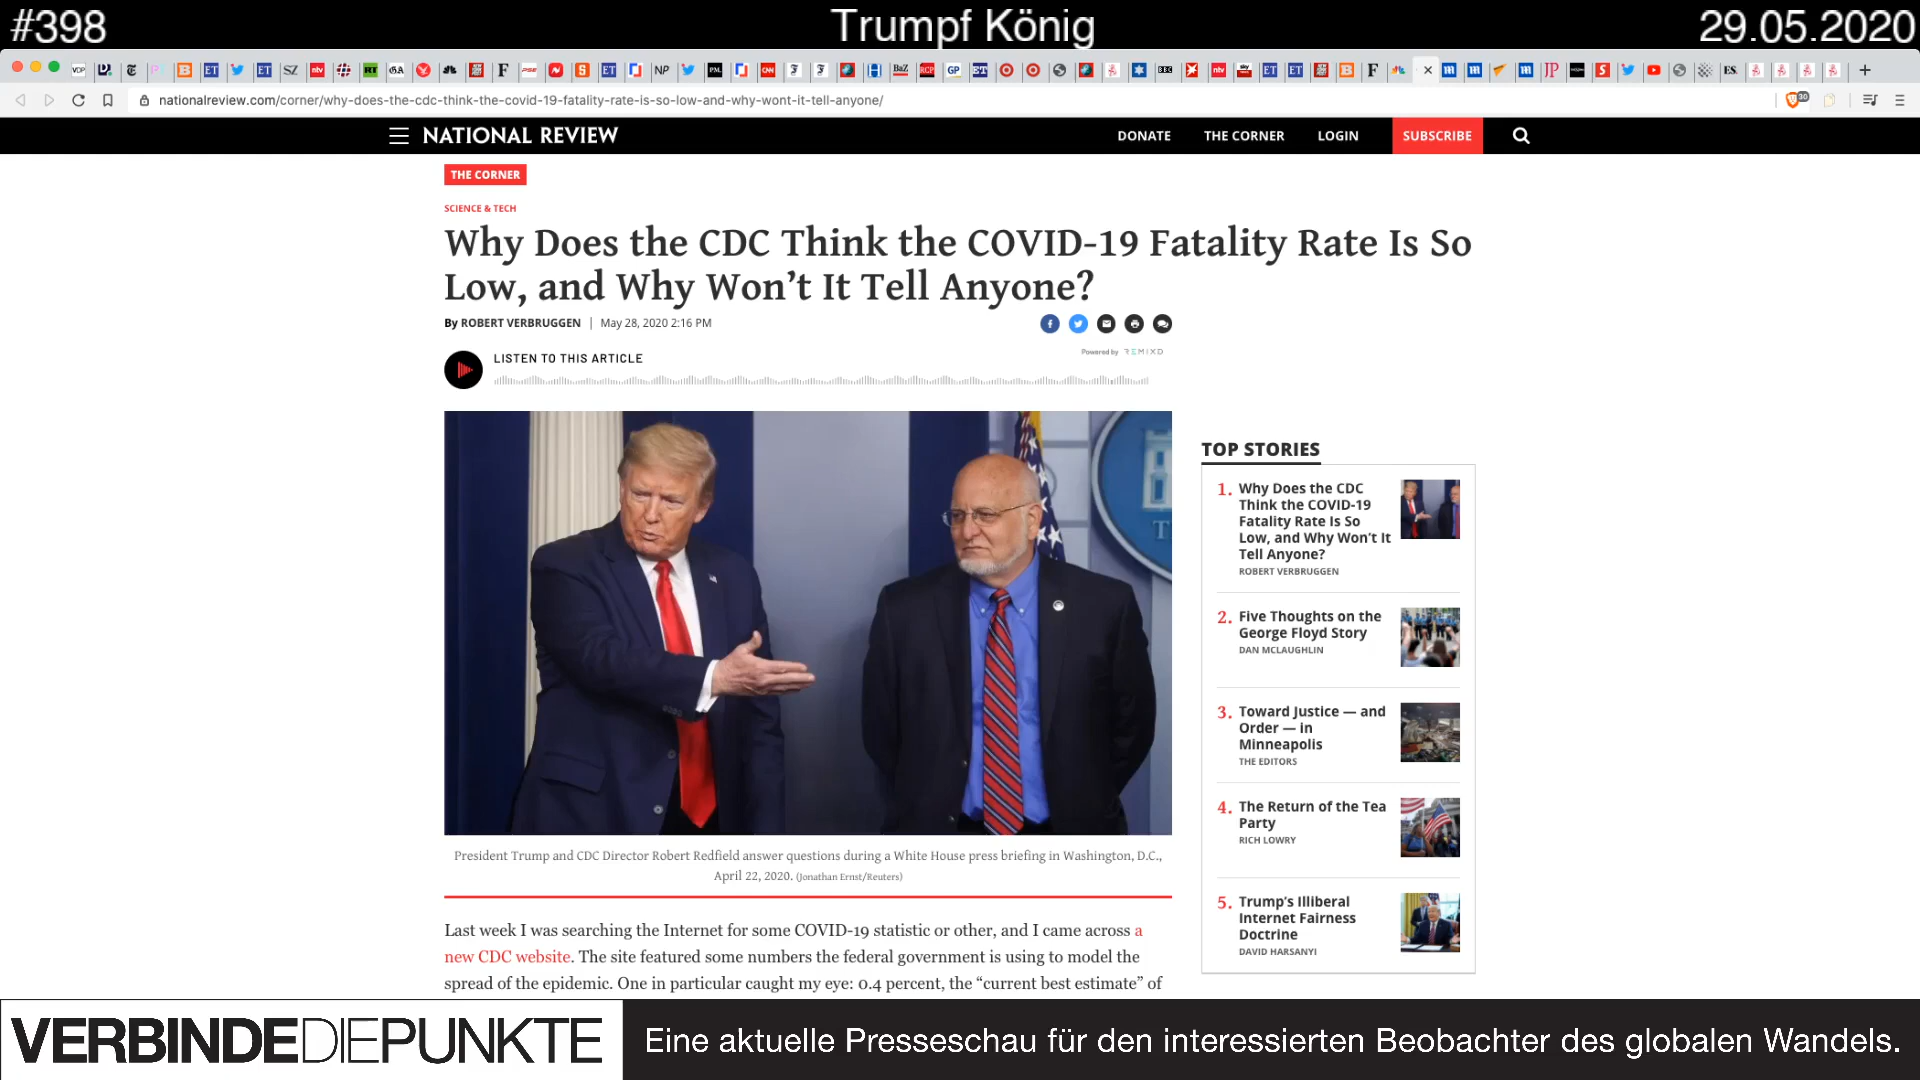 #398
Trumpf König
29.05.2020
nationalreview.com/corner/why-does-the-cdc-think-the-covid-19-fatality-rate-is-so-low-and-why-wont-it-tell-anyone/
NATIONAL REVIEW
DONATE
THE CORNER
LOGIN
SUBSCRIBE
THE CORNER
SCIENCE & TECH
Why Does the CDC Think the COVID-19 Fatality Rate Is So
Low, and Why Won’t It Tell Anyone?
By ROBERT VERBRUGGEN | May 28, 2020 2:16 PM
LISTEN TO THIS ARTICLE
Powered by REMIXD
President Trump and CDC Director Robert Redfield answer questions during a White House press briefing in Washington, D.C.,
April 22, 2020. (Jonathan Ernst/Reuters)
Last week I was searching the Internet for some COVID-19 statistic or other, and I came across a
new CDC website. The site featured some numbers the federal government is using to model the
spread of the epidemic. One in particular caught my eye: 0.4 percent, the “current best estimate” of
TOP STORIES
1. Why Does the CDC
Think the COVID-19
Fatality Rate Is So
Low, and Why Won’t It
Tell Anyone?
ROBERT VERBRUGGEN
2. Five Thoughts on the
George Floyd Story
DAN MCLAUGHLIN
3. Toward Justice — and
Order — in
Minneapolis
THE EDITORS
4. The Return of the Tea
Party
RICH LOWRY
5. Trump’s Illiberal
Internet Fairness
Doctrine
DAVID HARSANYI
VERBINDEDIEPUNKTE
Eine aktuelle Presseschau für den interessierten Beobachter des globalen Wandels.